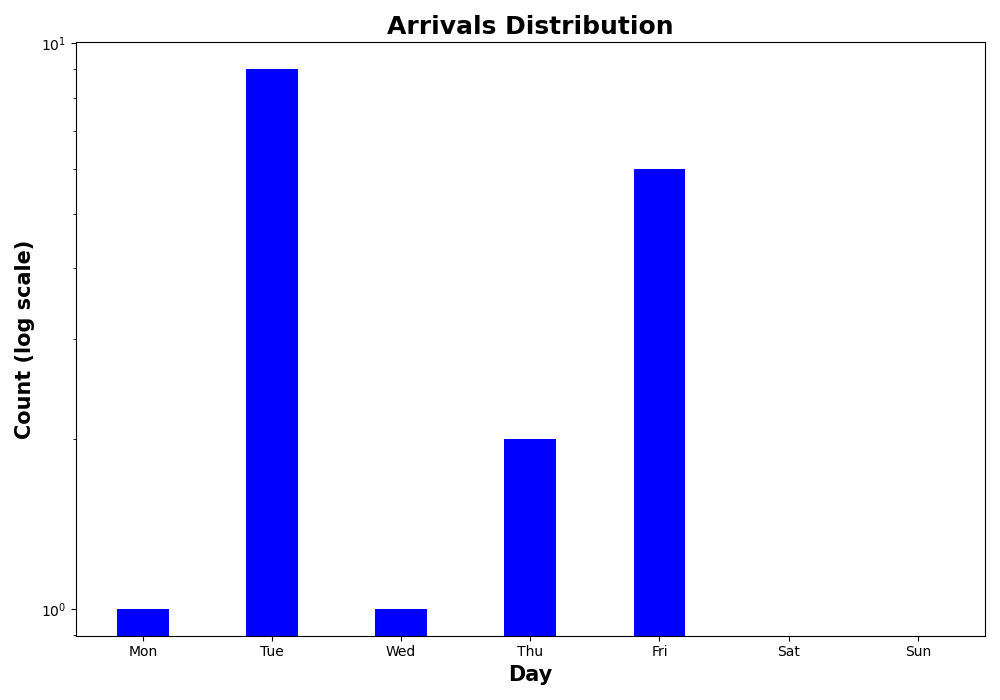 Arrivals Distribution
Count (log scale)
10¹
10⁰
Mon Tue Wed Thu Fri Sat Sun
Day